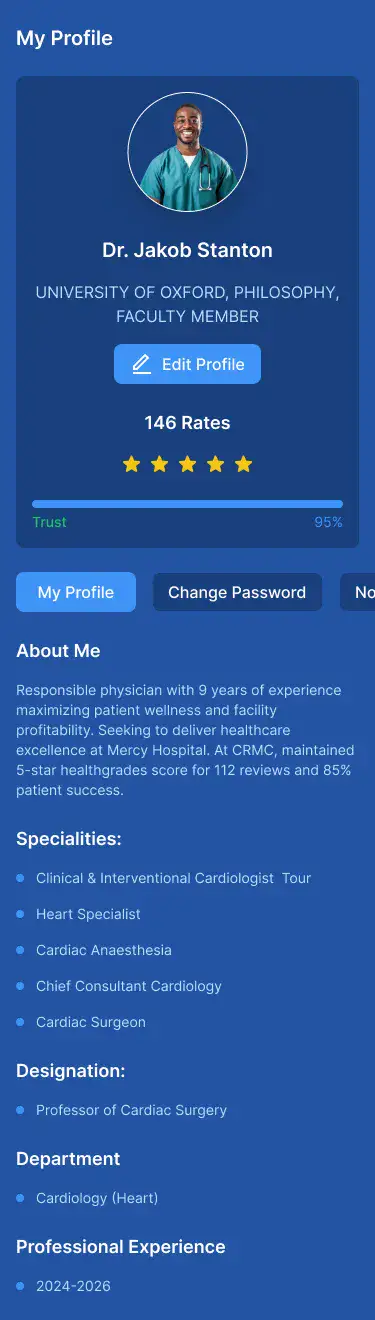 My Profile
Dr. Jakob Stanton
UNIVERSITY OF OXFORD, PHILOSOPHY,
FACULTY MEMBER
Edit Profile
146 Rates
Trust 95%
My Profile Change Password No
About Me
Responsible physician with 9 years of experience
maximizing patient wellness and facility
profitability. Seeking to deliver healthcare
excellence at Mercy Hospital. At CRMC, maintained
5-star healthgrades score for 112 reviews and 85%
patient success.
Specialities:
Clinical & Interventional Cardiologist  Tour
Heart Specialist
Cardiac Anaesthesia
Chief Consultant Cardiology
Cardiac Surgeon
Designation:
Professor of Cardiac Surgery
Department
Cardiology (Heart)
Professional Experience
2024-2026